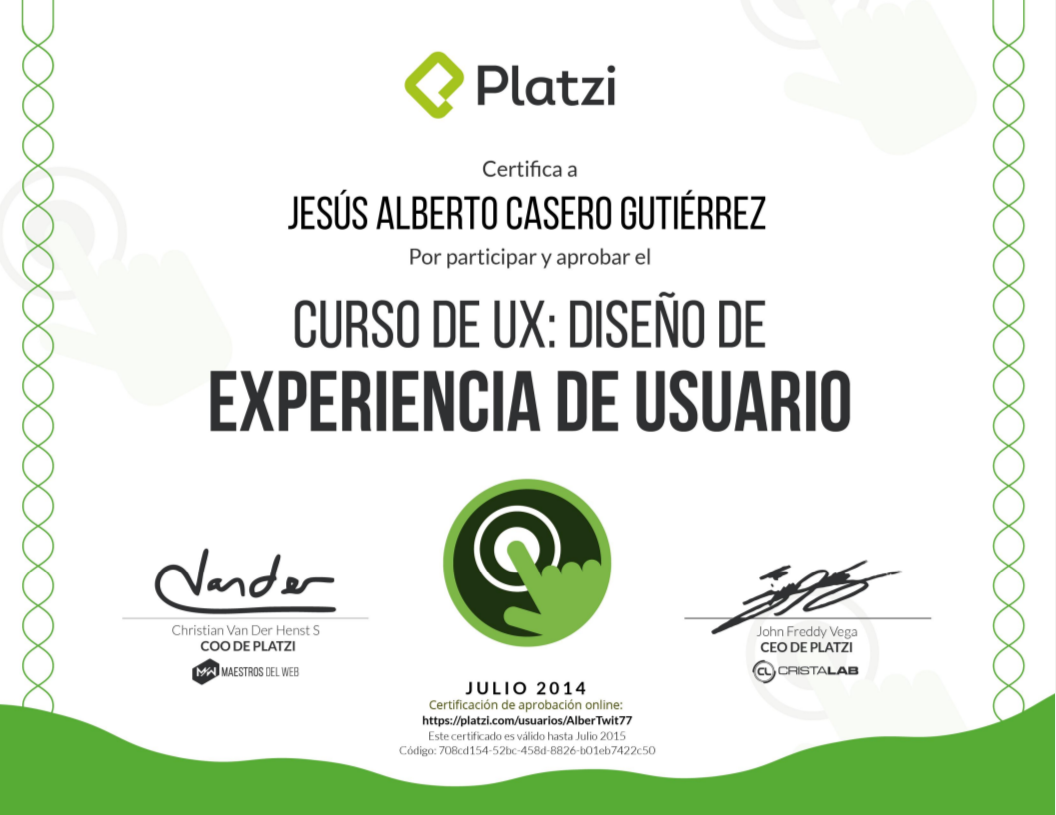 Platzi
Certifica a
JESÚS ALBERTO CASERO GUTIÉRREZ
Por participar y aprobar el
CURSO DE UX: DISEÑO DE
EXPERIENCIA DE USUARIO
Vander
Christian Van Der Henst S
COO DE PLATZI
MW MAESTROS DEL WEB
John Freddy Vega
CEO DE PLATZI
CL CRISTALAB
JULIO 2014
Certificación de aprobación online:
https://platzi.com/usuarios/AlberTwit77
Este certificado es válido hasta Julio 2015
Código: 708cd154-52bc-458d-8826-b01eb7422c50